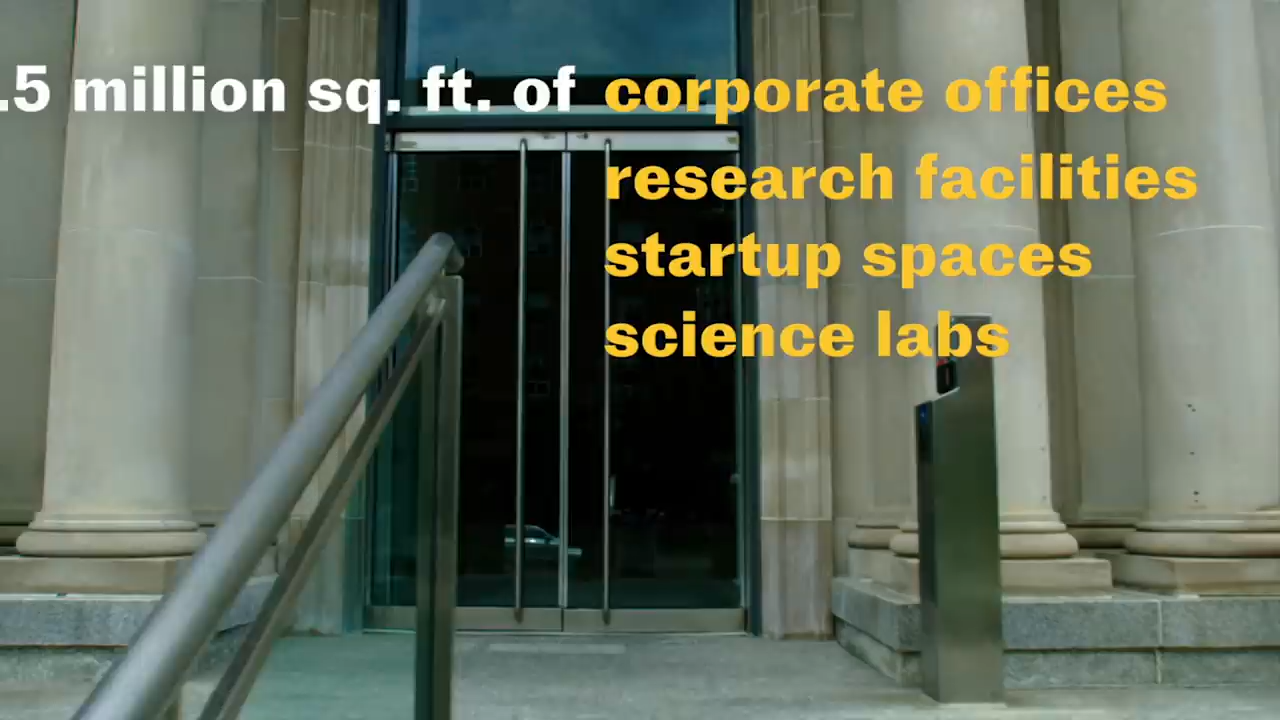 .5 million sq. ft. of corporate offices
research facilities
startup spaces
science labs